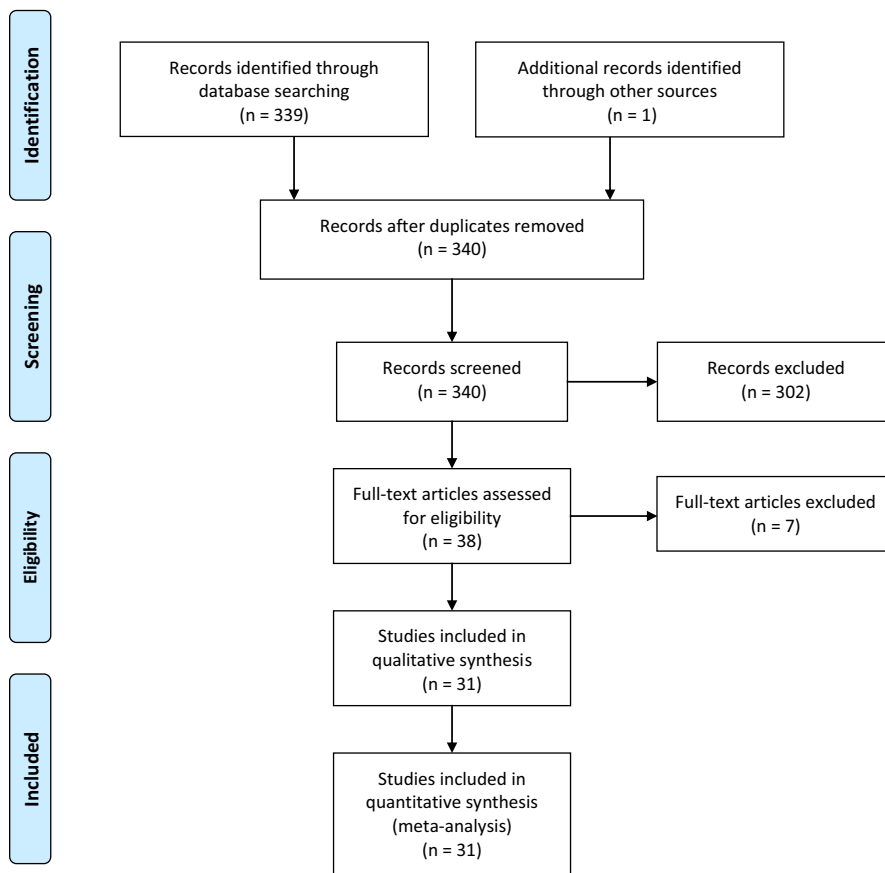 Identification
Records identified through
database searching
(n = 339)
Additional records identified
through other sources
(n = 1)
Records after duplicates removed
(n = 340)
Screening
Records screened
(n = 340)
Records excluded
(n = 302)
Eligibility
Full-text articles assessed
for eligibility
(n = 38)
Full-text articles excluded
(n = 7)
Studies included in
qualitative synthesis
(n = 31)
Included
Studies included in
quantitative synthesis
(meta-analysis)
(n = 31)